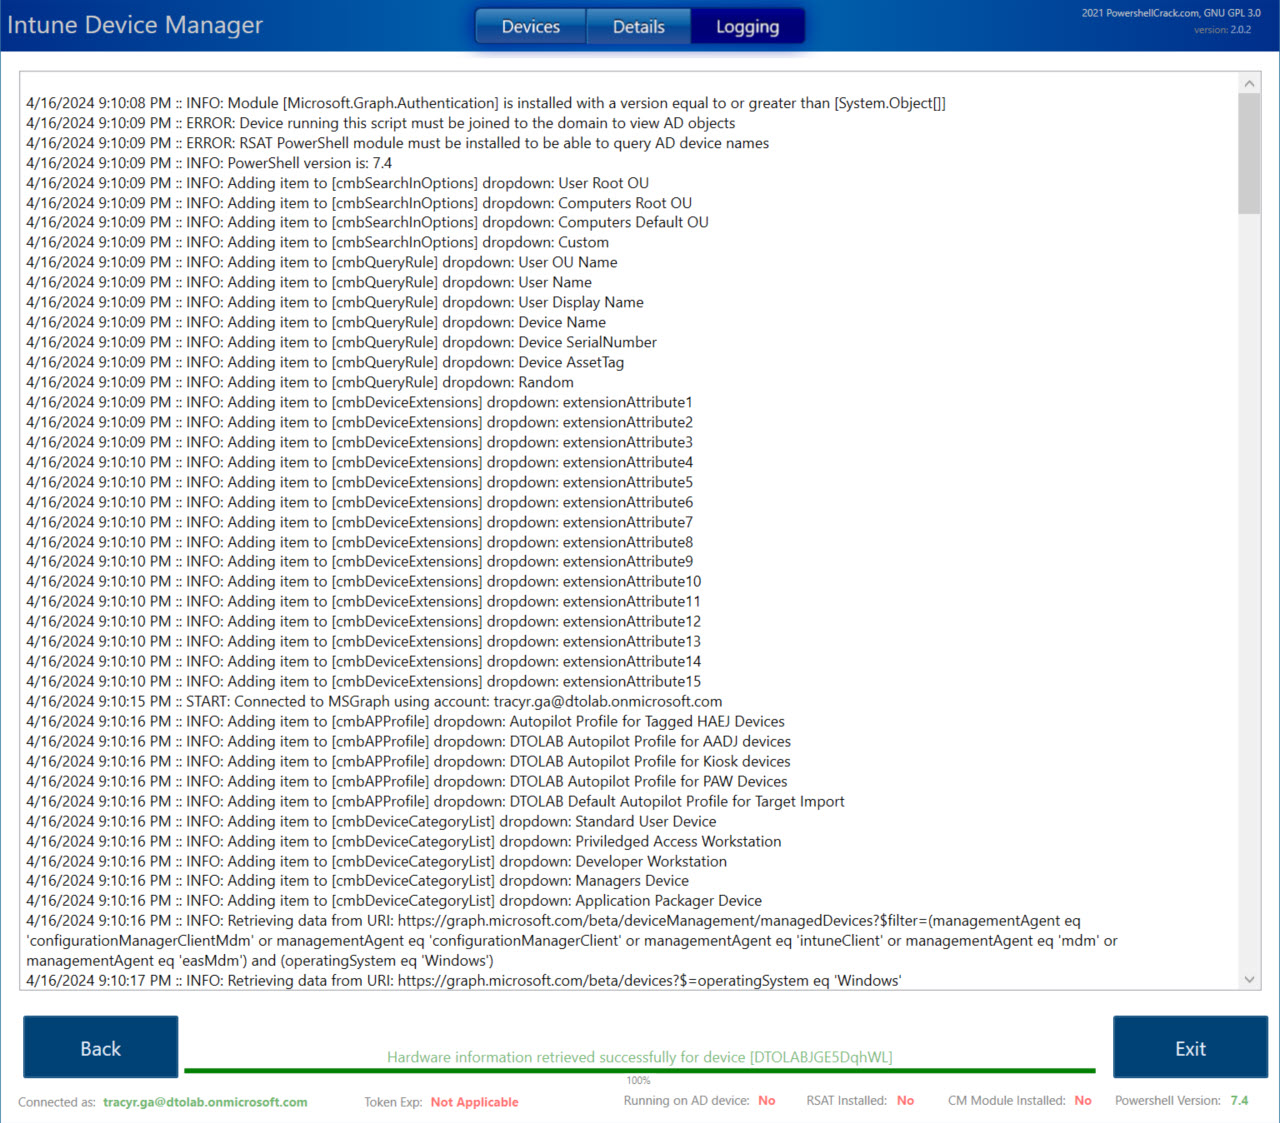 Intune Device Manager
Devices
Details
Logging
2021 PowershellCrack.com, GNU GPL 3.0
version: 2.0.2
4/16/2024 9:10:08 PM :: INFO: Module [Microsoft.Graph.Authentication] is installed with a version equal to or greater than [System.Object[]]
4/16/2024 9:10:09 PM :: ERROR: Device running this script must be joined to the domain to view AD objects
4/16/2024 9:10:09 PM :: ERROR: RSAT PowerShell module must be installed to be able to query AD device names
4/16/2024 9:10:09 PM :: INFO: PowerShell version is: 7.4
4/16/2024 9:10:09 PM :: INFO: Adding item to [cmbSearchInOptions] dropdown: User Root OU
4/16/2024 9:10:09 PM :: INFO: Adding item to [cmbSearchInOptions] dropdown: Computers Root OU
4/16/2024 9:10:09 PM :: INFO: Adding item to [cmbSearchInOptions] dropdown: Computers Default OU
4/16/2024 9:10:09 PM :: INFO: Adding item to [cmbSearchInOptions] dropdown: Custom
4/16/2024 9:10:09 PM :: INFO: Adding item to [cmbQueryRule] dropdown: User OU Name
4/16/2024 9:10:09 PM :: INFO: Adding item to [cmbQueryRule] dropdown: User Name
4/16/2024 9:10:09 PM :: INFO: Adding item to [cmbQueryRule] dropdown: User Display Name
4/16/2024 9:10:09 PM :: INFO: Adding item to [cmbQueryRule] dropdown: Device Name
4/16/2024 9:10:09 PM :: INFO: Adding item to [cmbQueryRule] dropdown: Device SerialNumber
4/16/2024 9:10:09 PM :: INFO: Adding item to [cmbQueryRule] dropdown: Device AssetTag
4/16/2024 9:10:09 PM :: INFO: Adding item to [cmbQueryRule] dropdown: Random
4/16/2024 9:10:09 PM :: INFO: Adding item to [cmbDeviceExtensions] dropdown: extensionAttribute1
4/16/2024 9:10:09 PM :: INFO: Adding item to [cmbDeviceExtensions] dropdown: extensionAttribute2
4/16/2024 9:10:09 PM :: INFO: Adding item to [cmbDeviceExtensions] dropdown: extensionAttribute3
4/16/2024 9:10:10 PM :: INFO: Adding item to [cmbDeviceExtensions] dropdown: extensionAttribute4
4/16/2024 9:10:10 PM :: INFO: Adding item to [cmbDeviceExtensions] dropdown: extensionAttribute5
4/16/2024 9:10:10 PM :: INFO: Adding item to [cmbDeviceExtensions] dropdown: extensionAttribute6
4/16/2024 9:10:10 PM :: INFO: Adding item to [cmbDeviceExtensions] dropdown: extensionAttribute7
4/16/2024 9:10:10 PM :: INFO: Adding item to [cmbDeviceExtensions] dropdown: extensionAttribute8
4/16/2024 9:10:10 PM :: INFO: Adding item to [cmbDeviceExtensions] dropdown: extensionAttribute9
4/16/2024 9:10:10 PM :: INFO: Adding item to [cmbDeviceExtensions] dropdown: extensionAttribute10
4/16/2024 9:10:10 PM :: INFO: Adding item to [cmbDeviceExtensions] dropdown: extensionAttribute11
4/16/2024 9:10:10 PM :: INFO: Adding item to [cmbDeviceExtensions] dropdown: extensionAttribute12
4/16/2024 9:10:10 PM :: INFO: Adding item to [cmbDeviceExtensions] dropdown: extensionAttribute13
4/16/2024 9:10:10 PM :: INFO: Adding item to [cmbDeviceExtensions] dropdown: extensionAttribute14
4/16/2024 9:10:10 PM :: INFO: Adding item to [cmbDeviceExtensions] dropdown: extensionAttribute15
4/16/2024 9:10:15 PM :: START: Connected to MSGraph using account: tracyr.ga@dtolab.onmicrosoft.com
4/16/2024 9:10:16 PM :: INFO: Adding item to [cmbAPProfile] dropdown: Autopilot Profile for Tagged HAEJ Devices
4/16/2024 9:10:16 PM :: INFO: Adding item to [cmbAPProfile] dropdown: DTOLAB Autopilot Profile for AADJ devices
4/16/2024 9:10:16 PM :: INFO: Adding item to [cmbAPProfile] dropdown: DTOLAB Autopilot Profile for Kiosk devices
4/16/2024 9:10:16 PM :: INFO: Adding item to [cmbAPProfile] dropdown: DTOLAB Autopilot Profile for PAW Devices
4/16/2024 9:10:16 PM :: INFO: Adding item to [cmbAPProfile] dropdown: DTOLAB Default Autopilot Profile for Target Import
4/16/2024 9:10:16 PM :: INFO: Adding item to [cmbDeviceCategoryList] dropdown: Standard User Device
4/16/2024 9:10:16 PM :: INFO: Adding item to [cmbDeviceCategoryList] dropdown: Priviledged Access Workstation
4/16/2024 9:10:16 PM :: INFO: Adding item to [cmbDeviceCategoryList] dropdown: Developer Workstation
4/16/2024 9:10:16 PM :: INFO: Adding item to [cmbDeviceCategoryList] dropdown: Managers Device
4/16/2024 9:10:16 PM :: INFO: Adding item to [cmbDeviceCategoryList] dropdown: Application Packager Device
4/16/2024 9:10:16 PM :: INFO: Retrieving data from URI: https://graph.microsoft.com/beta/deviceManagement/managedDevices?$filter=(managementAgent eq
'configurationManagerClientMdm' or managementAgent eq 'configurationManagerClient' or managementAgent eq 'intuneClient' or managementAgent eq 'mdm' or
managementAgent eq 'easMdm') and (operatingSystem eq 'Windows')
4/16/2024 9:10:17 PM :: INFO: Retrieving data from URI: https://graph.microsoft.com/beta/devices?$=operatingSystem eq 'Windows'
Back
Hardware information retrieved successfully for device [DTOLABJGE5DqhWL]
Exit
100%
Connected as: tracyr.ga@dtolab.onmicrosoft.com
Token Exp: Not Applicable
Running on AD device: No
RSAT Installed: No
CM Module Installed: No
Powershell Version: 7.4